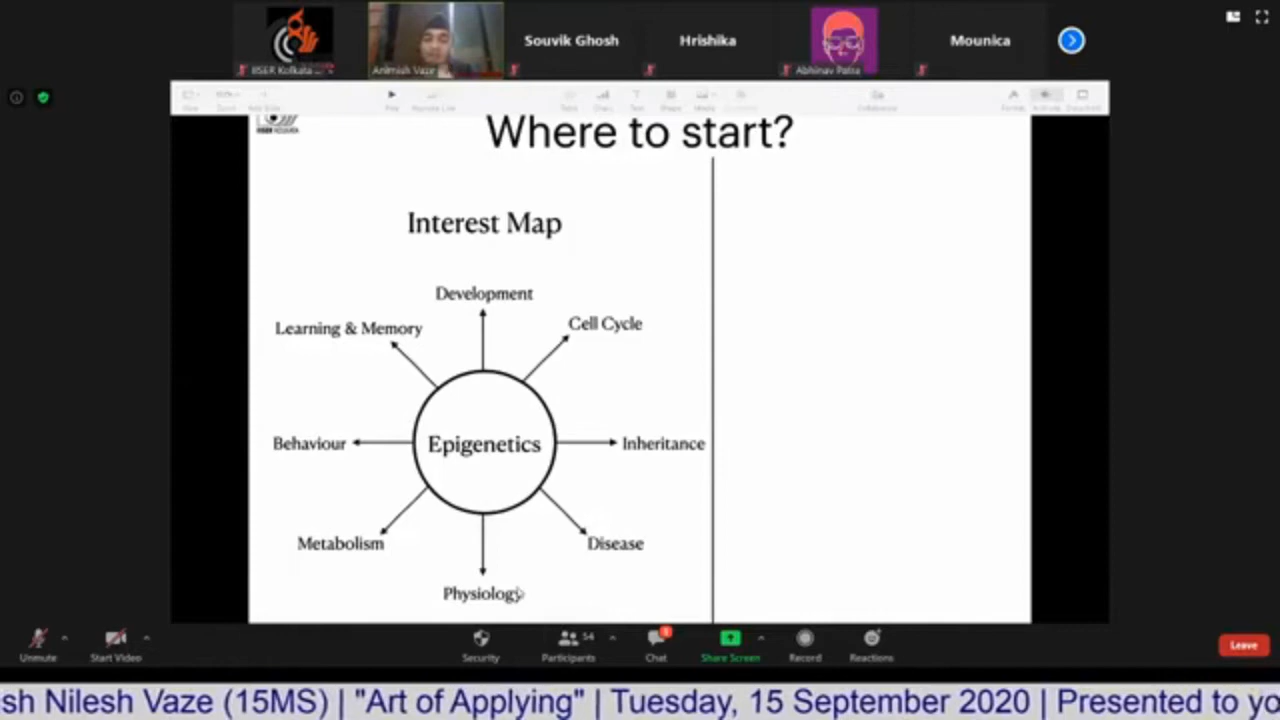 IISER Kolkata ...
Animish Vaze
Souvik Ghosh
Hrishika
Abhinav Palra
Mounica
Where to start?
Interest Map
Development
Learning & Memory
Cell Cycle
Behaviour
Epigenetics
Inheritance
Metabolism
Disease
Physiology
Unmute
Start Video
Security
54
Participants
Chat
Share Screen
Record
Reactions
Leave
sh Nilesh Vaze (15MS) | "Art of Applying" | Tuesday, 15 September 2020 | Presented to yo